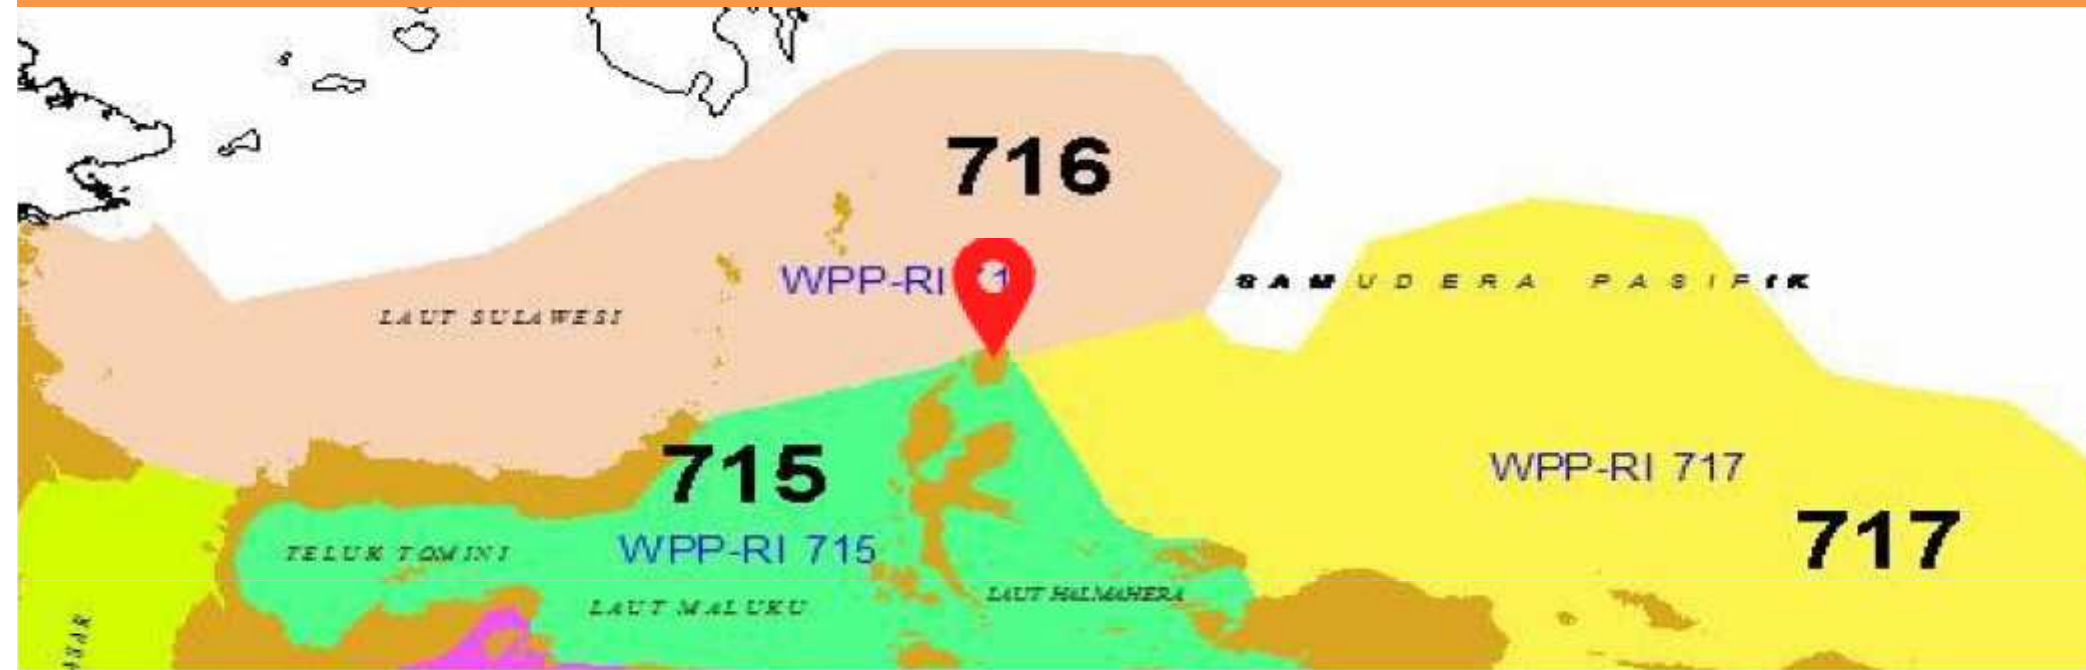 716
WPP-RI 71
SAMUDERA PASIFIK
LAUT SULAWESI
715
WPP-RI 717
717
WPP-RI 715
TELUK TOMINI
LAUT HALMAHERA
LAUT MALUKU